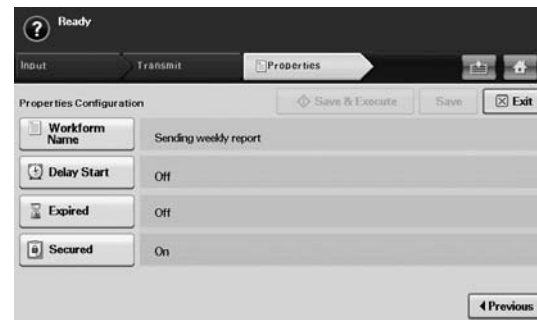 ? Ready
Input Transmit Properties
Properties Configuration Save & Execute Save Exit
Workform
Name Sending weekly report
Delay Start Off
Expired Off
Secured On
Previous